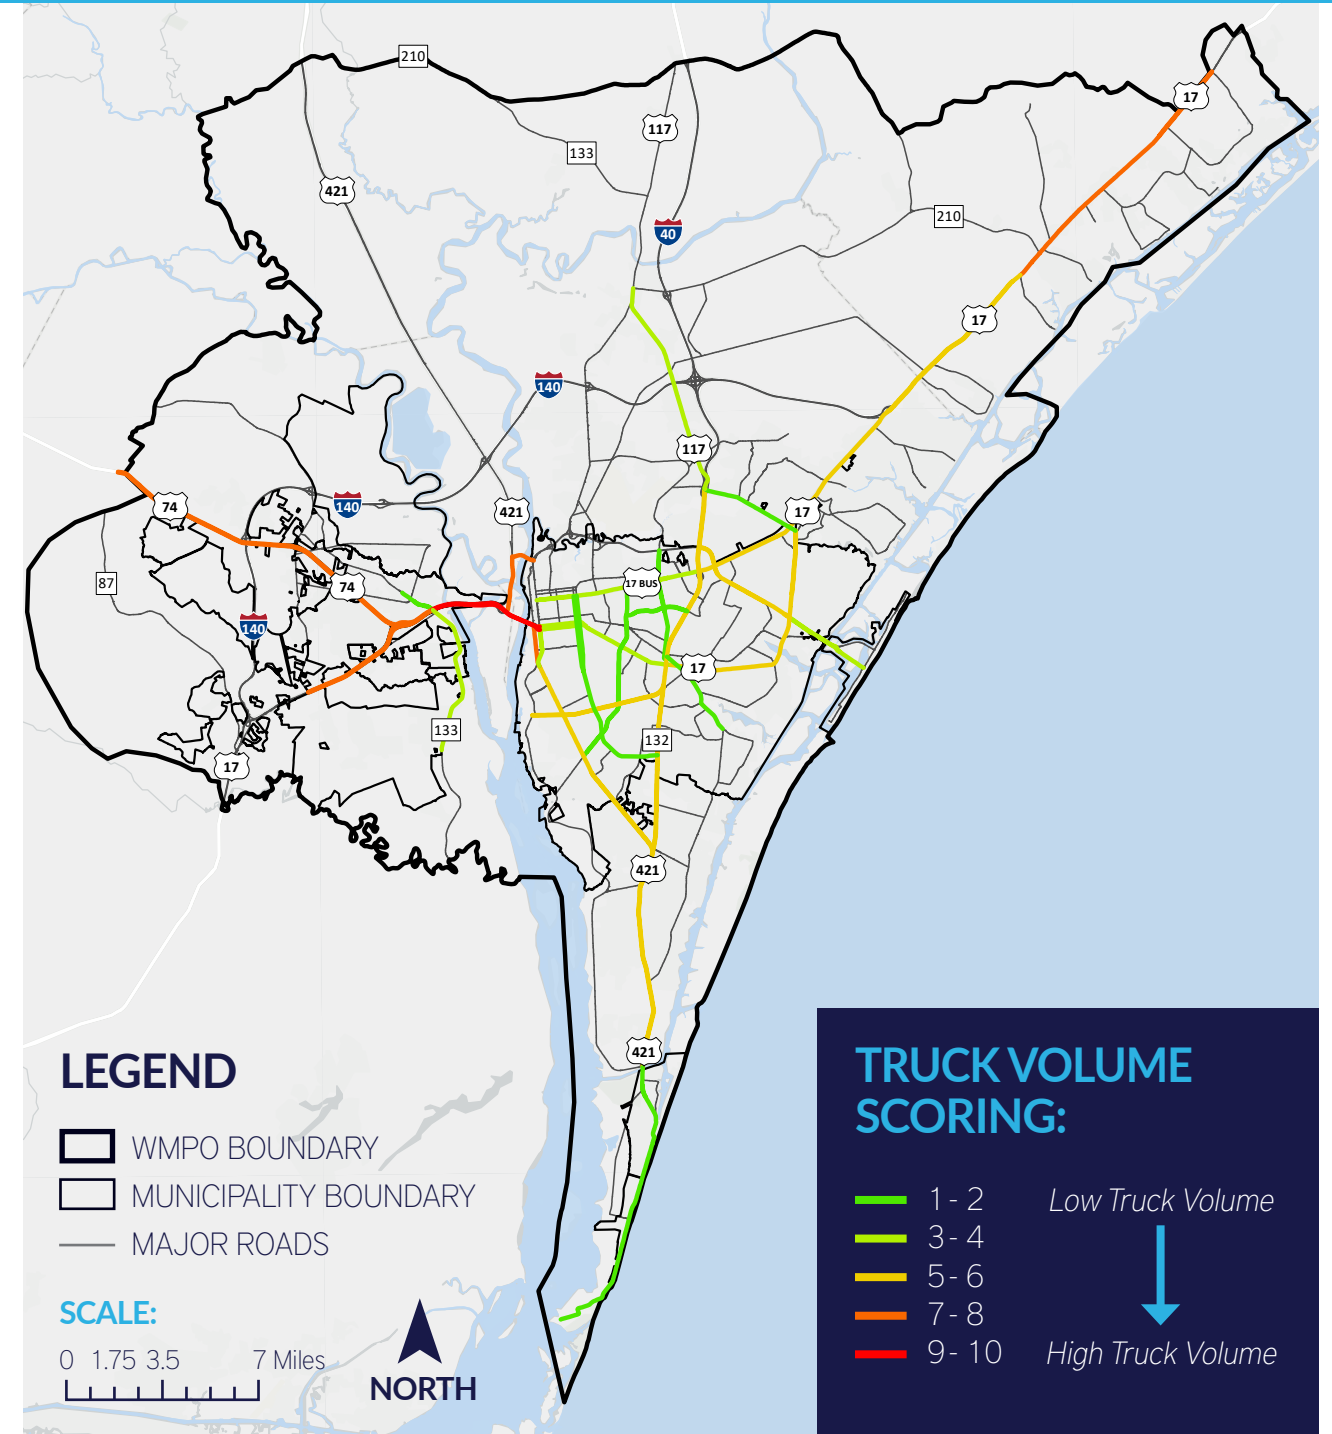 210
17
117
133
421
210
40
17
140
117
74
140
421
17
87
74
17 BUS
140
17
133
132
17
421
421
LEGEND
WMPO BOUNDARY
MUNICIPALITY BOUNDARY
MAJOR ROADS
SCALE:
0 1.75 3.5 7 Miles
NORTH
TRUCK VOLUME
SCORING:
1 - 2 Low Truck Volume
3 - 4
5 - 6
7 - 8
9 - 10 High Truck Volume